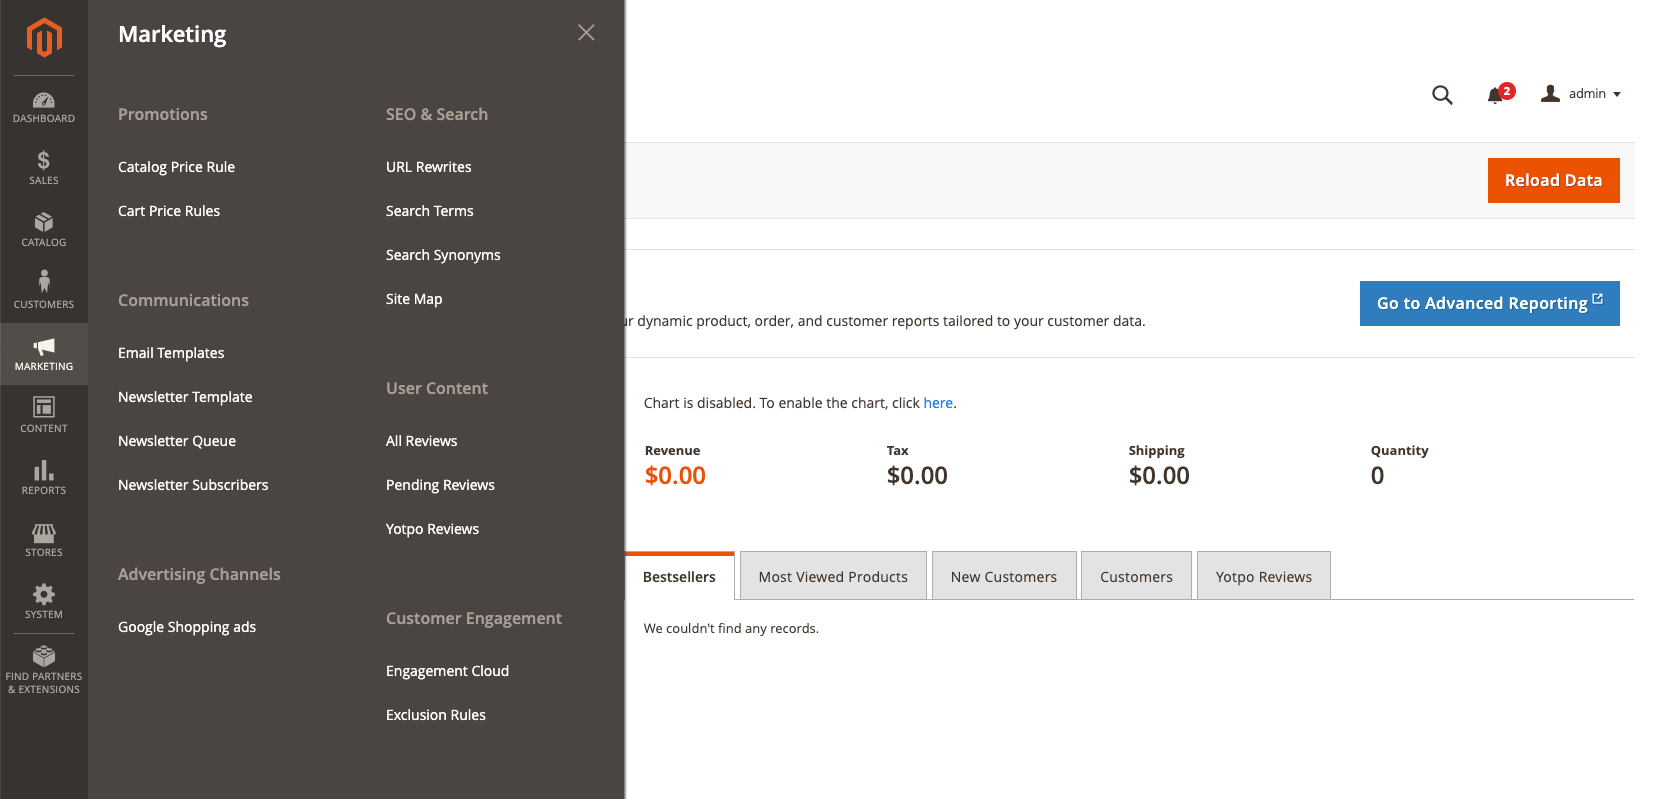 DASHBOARD
SALES
CATALOG
CUSTOMERS
MARKETING
CONTENT
REPORTS
STORES
SYSTEM
FIND PARTNERS
& EXTENSIONS
Marketing
Promotions
Catalog Price Rule
Cart Price Rules
Communications
Email Templates
Newsletter Template
Newsletter Queue
Newsletter Subscribers
Advertising Channels
Google Shopping ads
SEO & Search
URL Rewrites
Search Terms
Search Synonyms
Site Map
User Content
All Reviews
Pending Reviews
Yotpo Reviews
Customer Engagement
Engagement Cloud
Exclusion Rules
2
admin
Reload Data
dynamic product, order, and customer reports tailored to your customer data.
Go to Advanced Reporting
Chart is disabled. To enable the chart, click here.
Revenue
$0.00
Tax
$0.00
Shipping
$0.00
Quantity
0
Bestsellers
Most Viewed Products
New Customers
Customers
Yotpo Reviews
We couldn't find any records.